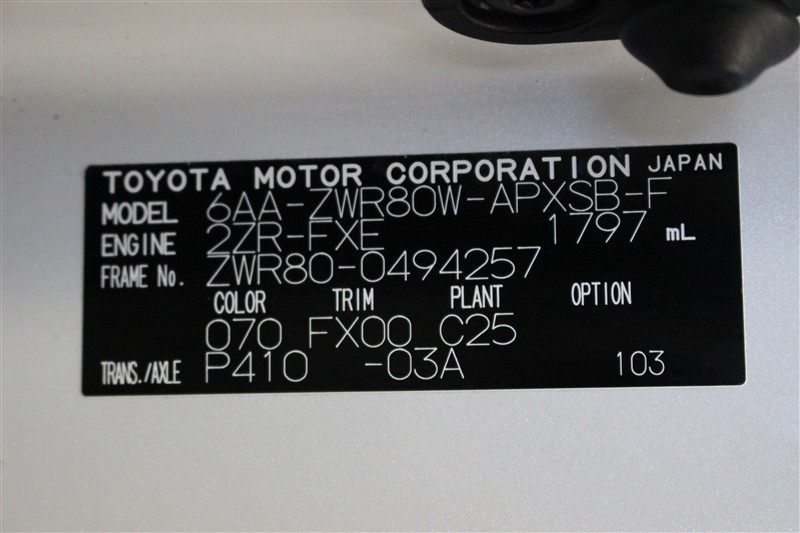 TOYOTA MOTOR CORPORATION JAPAN
MODEL 6AA-ZWR80W-APXSB-F
ENGINE 2ZR-FXE 1797 mL
FRAME No. ZWR80-0494257
COLOR TRIM PLANT OPTION
070 FX00 C25
TRANS./AXLE P410 -03A 103